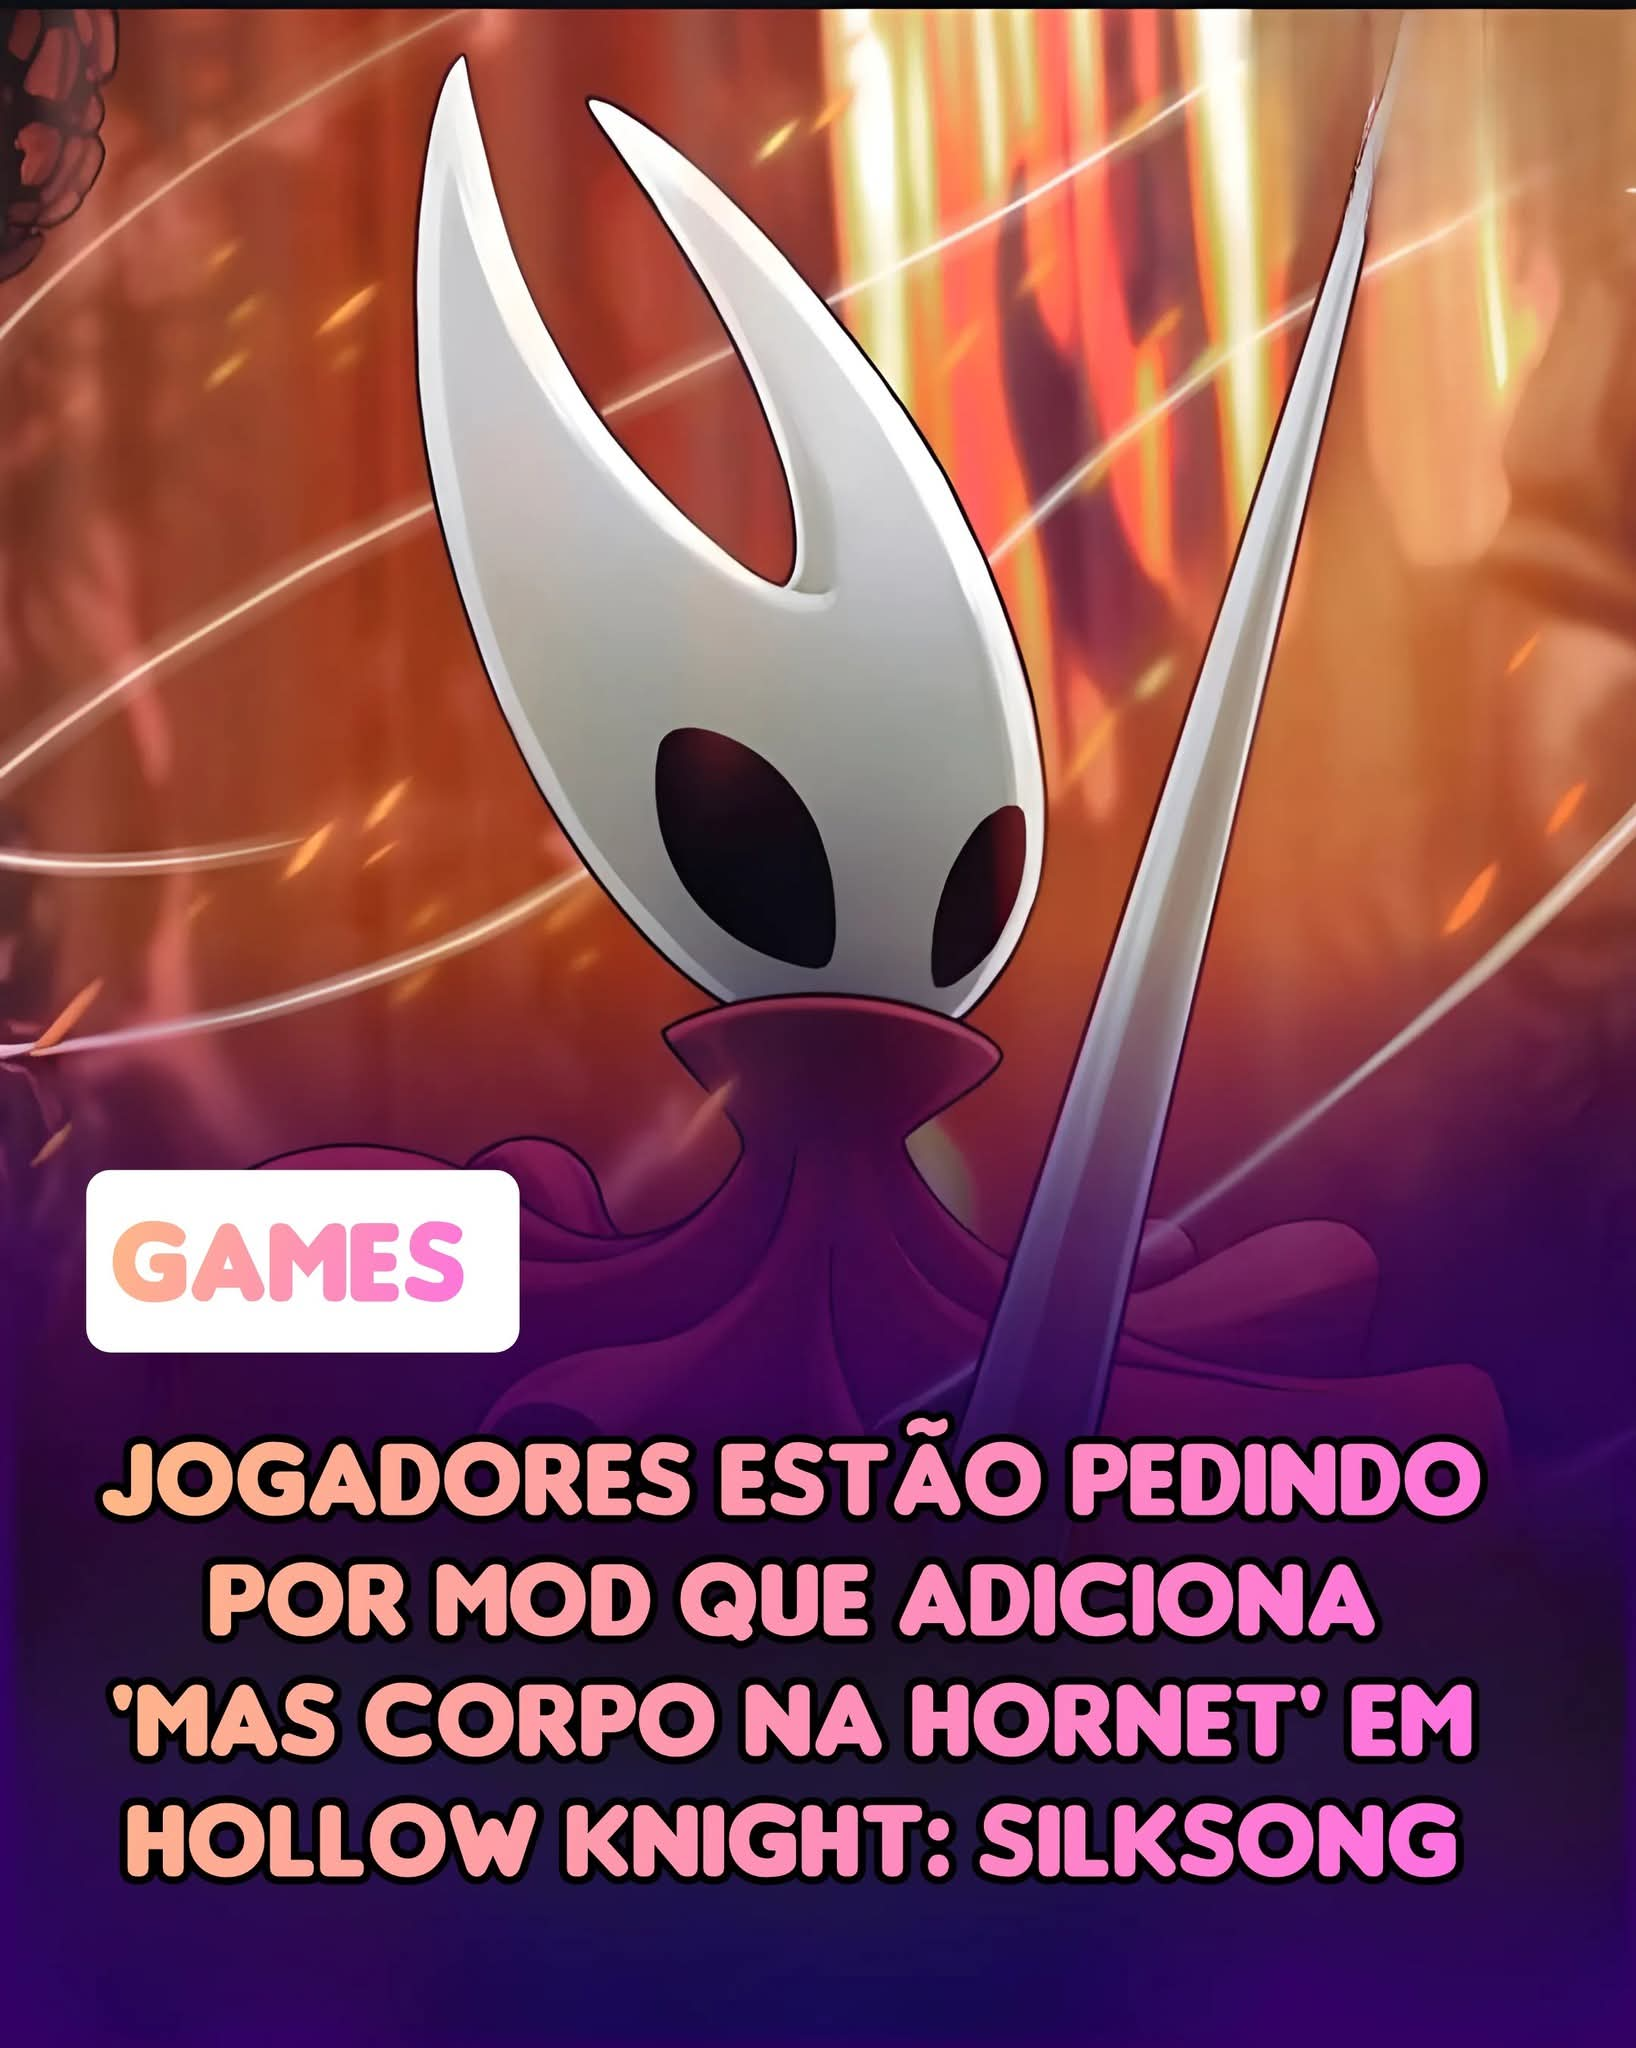 GAMES
JOGADORES ESTÃO PEDINDO
POR MOD QUE ADICIONA
'MAS CORPO NA HORNET' EM
HOLLOW KNIGHT: SILKSONG